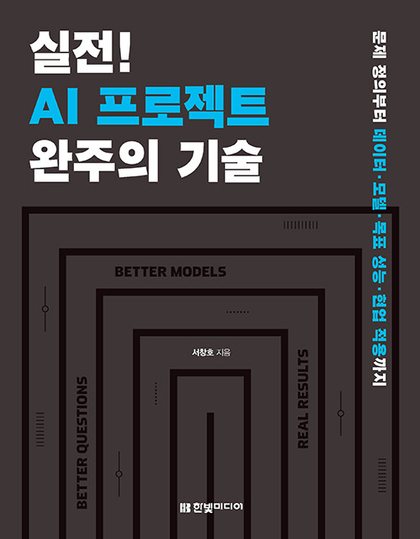 실전!
AI 프로젝트
완주의 기술
문제 정의부터 데이터·모델·목표 성능·현업 적용까지
BETTER MODELS
서창호 지음
BETTER QUESTIONS
REAL RESULTS
HB 한빛미디어